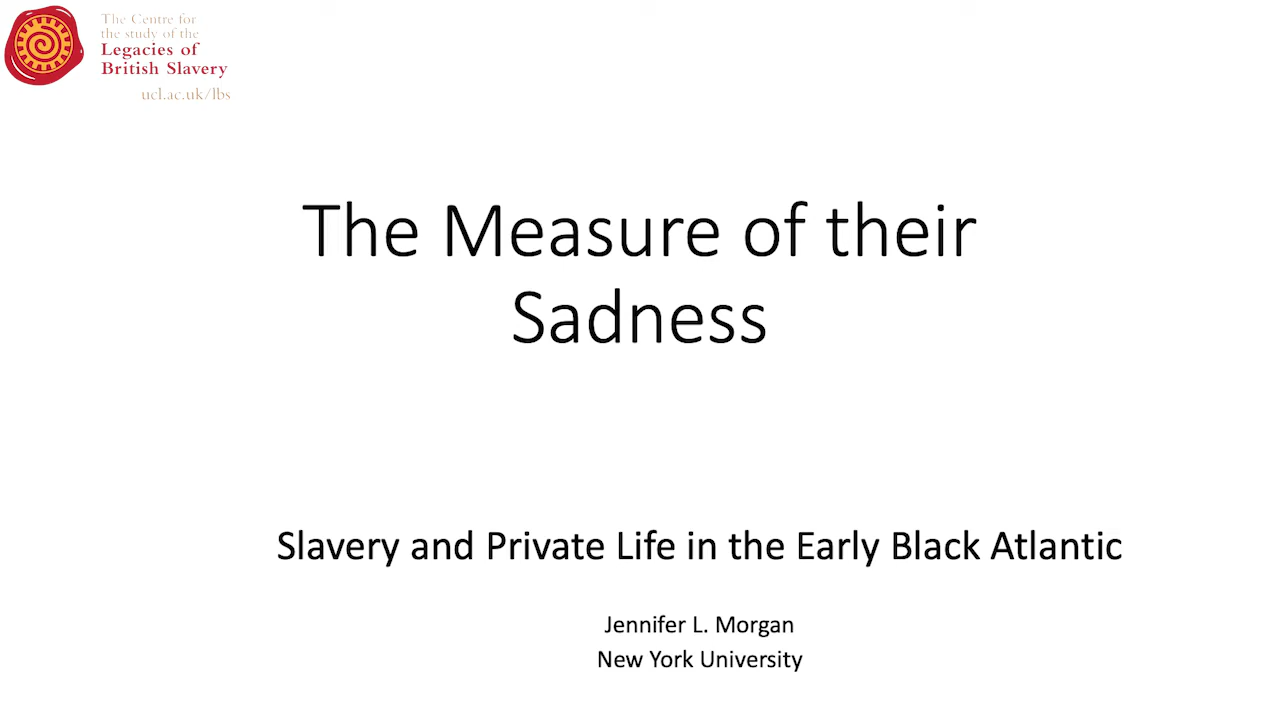 The Centre for
the study of the
Legacies of
British Slavery
ucl.ac.uk/lbs
The Measure of their
Sadness
Slavery and Private Life in the Early Black Atlantic
Jennifer L. Morgan
New York University